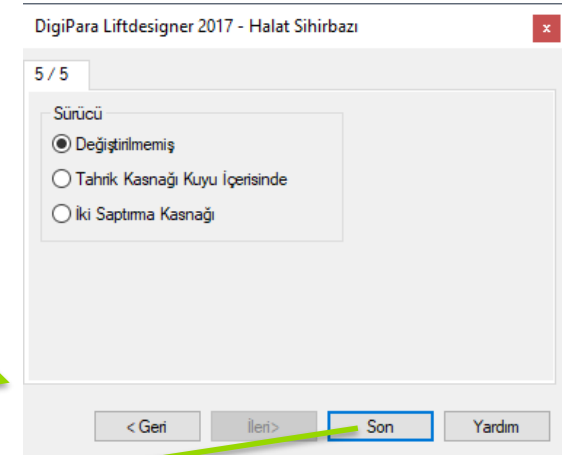 DigiPara Liftdesigner 2017 - Halat Sihirbazı
x
5 / 5
Sürücü
Değiştirilmemiş
Tahrik Kasnağı Kuyu İçerisinde
İki Saptırma Kasnağı
< Geri
İleri>
Son
Yardım